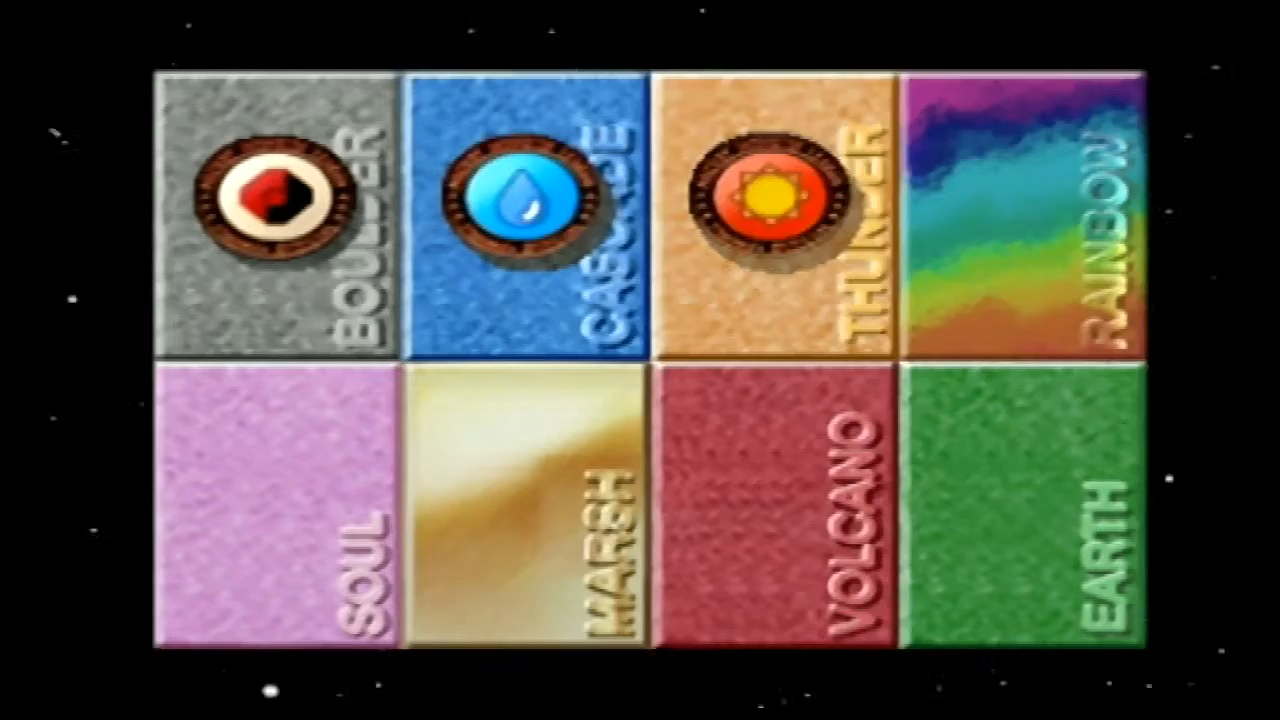 BOULDER
CASCADE
THUNDER
RAINBOW
SOUL
MARSH
VOLCANO
EARTH